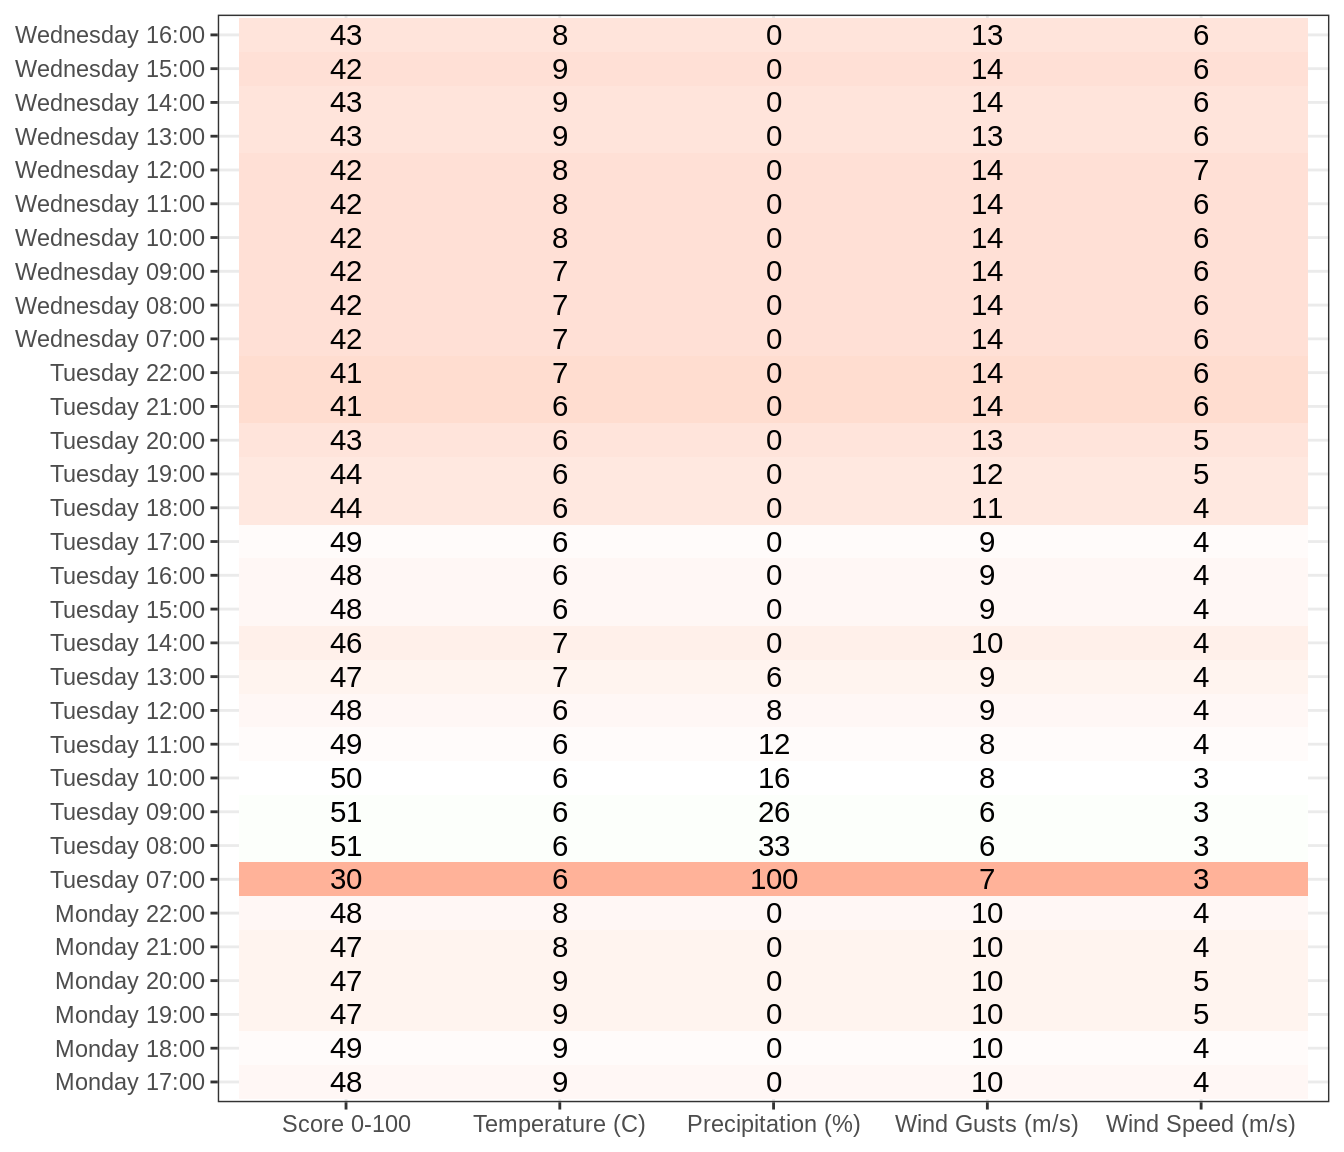 Wednesday 16:00 43 8 0 13 6
Wednesday 15:00 42 9 0 14 6
Wednesday 14:00 43 9 0 14 6
Wednesday 13:00 43 9 0 13 6
Wednesday 12:00 42 8 0 14 7
Wednesday 11:00 42 8 0 14 6
Wednesday 10:00 42 8 0 14 6
Wednesday 09:00 42 7 0 14 6
Wednesday 08:00 42 7 0 14 6
Wednesday 07:00 42 7 0 14 6
Tuesday 22:00 41 7 0 14 6
Tuesday 21:00 41 6 0 14 6
Tuesday 20:00 43 6 0 13 5
Tuesday 19:00 44 6 0 12 5
Tuesday 18:00 44 6 0 11 4
Tuesday 17:00 49 6 0 9 4
Tuesday 16:00 48 6 0 9 4
Tuesday 15:00 48 6 0 9 4
Tuesday 14:00 46 7 0 10 4
Tuesday 13:00 47 7 6 9 4
Tuesday 12:00 48 6 8 9 4
Tuesday 11:00 49 6 12 8 4
Tuesday 10:00 50 6 16 8 3
Tuesday 09:00 51 6 26 6 3
Tuesday 08:00 51 6 33 6 3
Tuesday 07:00 30 6 100 7 3
Monday 22:00 48 8 0 10 4
Monday 21:00 47 8 0 10 4
Monday 20:00 47 9 0 10 5
Monday 19:00 47 9 0 10 5
Monday 18:00 49 9 0 10 4
Monday 17:00 48 9 0 10 4
Score 0-100 Temperature (C) Precipitation (%) Wind Gusts (m/s) Wind Speed (m/s)